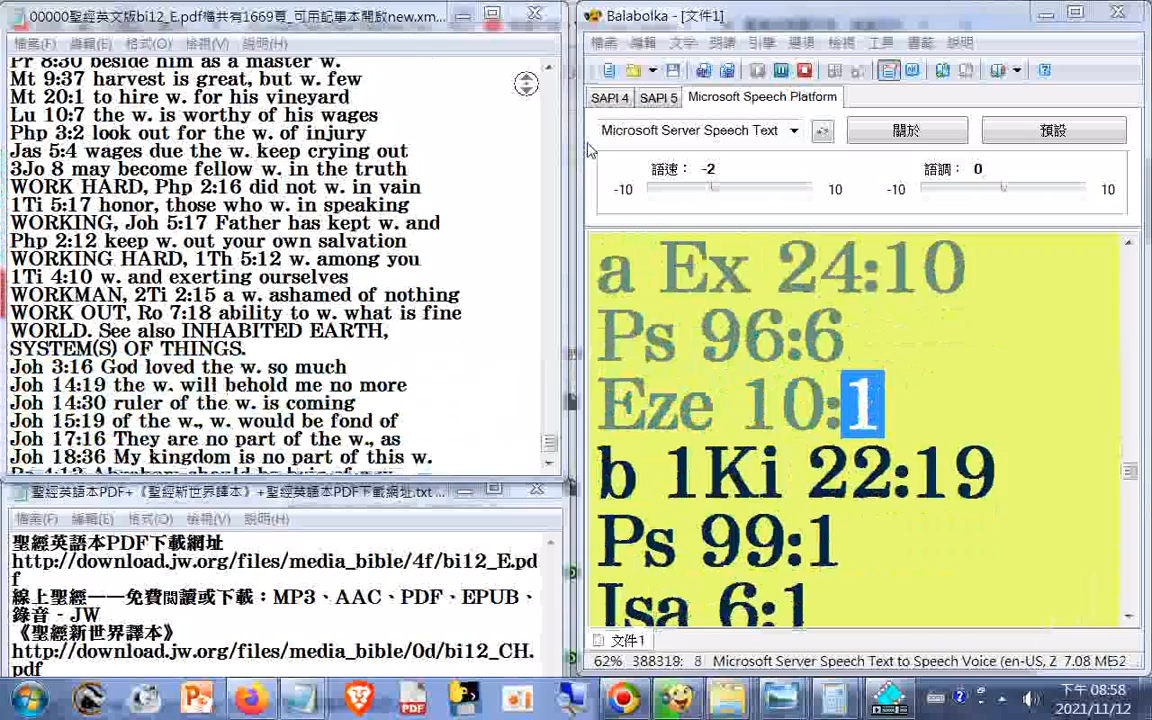 00000聖經英文版bi12_E.pdf檔共有1669頁_可用記事本開啟new.xm...
檔案(F) 編輯(E) 格式(O) 檢視(V) 說明(H)
Pr 8:30 beside him as a master w.
Mt 9:37 harvest is great, but w. few
Mt 20:1 to hire w. for his vineyard
Lu 10:7 the w. is worthy of his wages
Php 3:2 look out for the w. of injury
Jas 5:4 wages due the w. keep crying out
3Jo 8 may become fellow w. in the truth
WORK HARD, Php 2:16 did not w. in vain
1Ti 5:17 honor, those who w. in speaking
WORKING, Joh 5:17 Father has kept w. and
Php 2:12 keep w. out your own salvation
WORKING HARD, 1Th 5:12 w. among you
1Ti 4:10 w. and exerting ourselves
WORKMAN, 2Ti 2:15 a w. ashamed of nothing
WORK OUT, Ro 7:18 ability to w. what is fine
WORLD. See also INHABITED EARTH,
SYSTEM(S) OF THINGS.
Joh 3:16 God loved the w. so much
Joh 14:19 the w. will behold me no more
Joh 14:30 ruler of the w. is coming
Joh 15:19 of the w., w. would be fond of
Joh 17:16 They are no part of the w., as
Joh 18:36 My kingdom is no part of this w.
聖經英語本PDF+《聖經新世界譯本》+聖經英語本PDF下載網址.txt ...
檔案(F) 編輯(E) 格式(O) 檢視(V) 說明(H)
聖經英語本PDF下載網址
http://download.jw.org/files/media_bible/4f/bi12_E.pd
f
線上聖經——免費閱讀或下載：MP3、AAC、PDF、EPUB、
錄音 - JW
《聖經新世界譯本》
http://download.jw.org/files/media_bible/0d/bi12_CH.
pdf
Balabolka - [文件1]
檔案 編輯 文字 朗讀 引擎 選項 檢視 工具 書籤 說明
SAPI 4 SAPI 5 Microsoft Speech Platform
Microsoft Server Speech Text 關於 預設
語速： -2 語調： 0
-10 10 -10 10
a Ex 24:10
Ps 96:6
Eze 10:1
b 1Ki 22:19
Ps 99:1
Isa 6:1
文件1
62% 388319: 8 Microsoft Server Speech Text to Speech Voice (en-US, Z 7.08 ME52
下午 08:58
2021/11/12